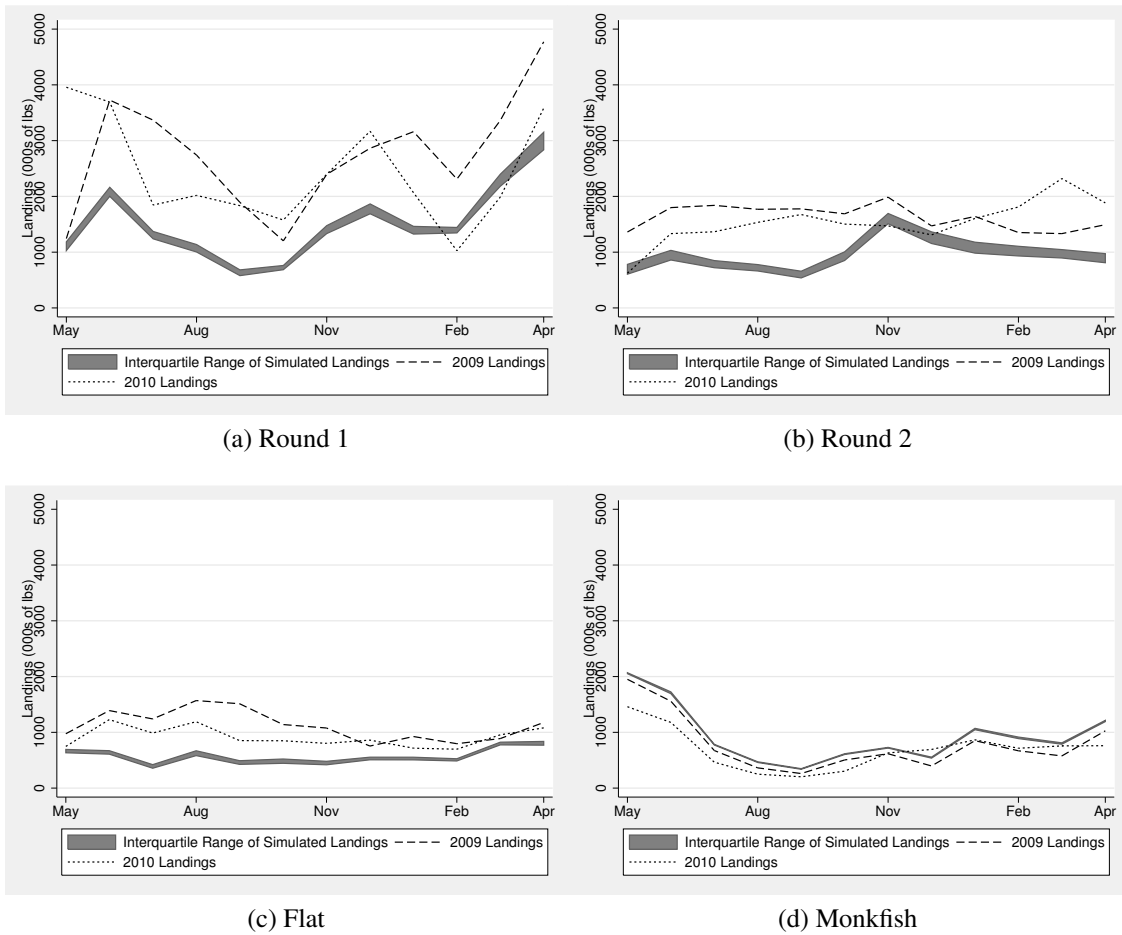 Landings (000s of lbs)
5000
4000
3000
2000
1000
0
May Aug Nov Feb Apr
Interquartile Range of Simulated Landings 2009 Landings
2010 Landings
(a) Round 1
Landings (000s of lbs)
5000
4000
3000
2000
1000
0
May Aug Nov Feb Apr
Interquartile Range of Simulated Landings 2009 Landings
2010 Landings
(b) Round 2
Landings (000s of lbs)
5000
4000
3000
2000
1000
0
May Aug Nov Feb Apr
Interquartile Range of Simulated Landings 2009 Landings
2010 Landings
(c) Flat
Landings (000s of lbs)
5000
4000
3000
2000
1000
0
May Aug Nov Feb Apr
Interquartile Range of Simulated Landings 2009 Landings
2010 Landings
(d) Monkfish